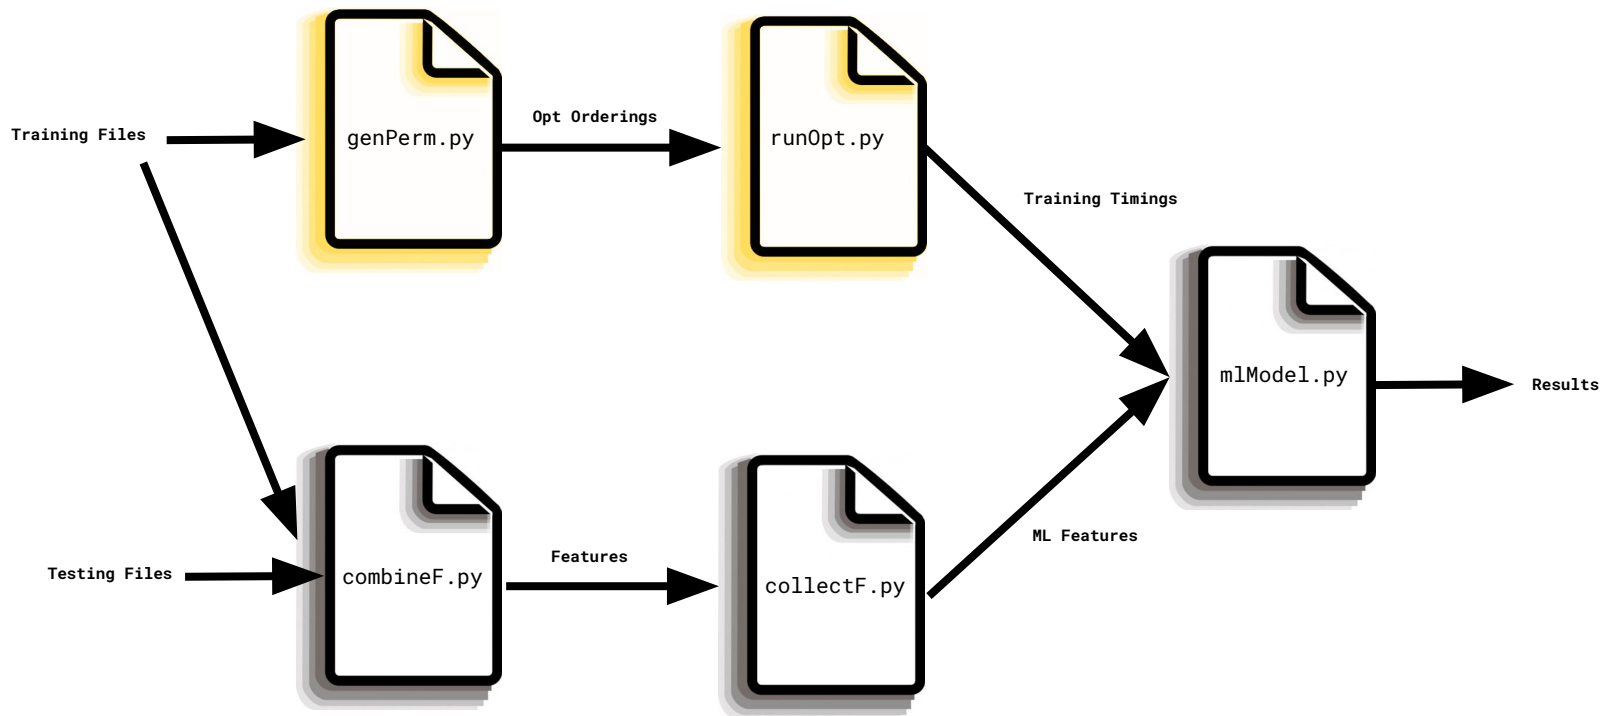 Training Files
genPerm.py
Opt Orderings
runOpt.py
Training Timings
mlModel.py
Results
Testing Files
combineF.py
Features
collectF.py
ML Features